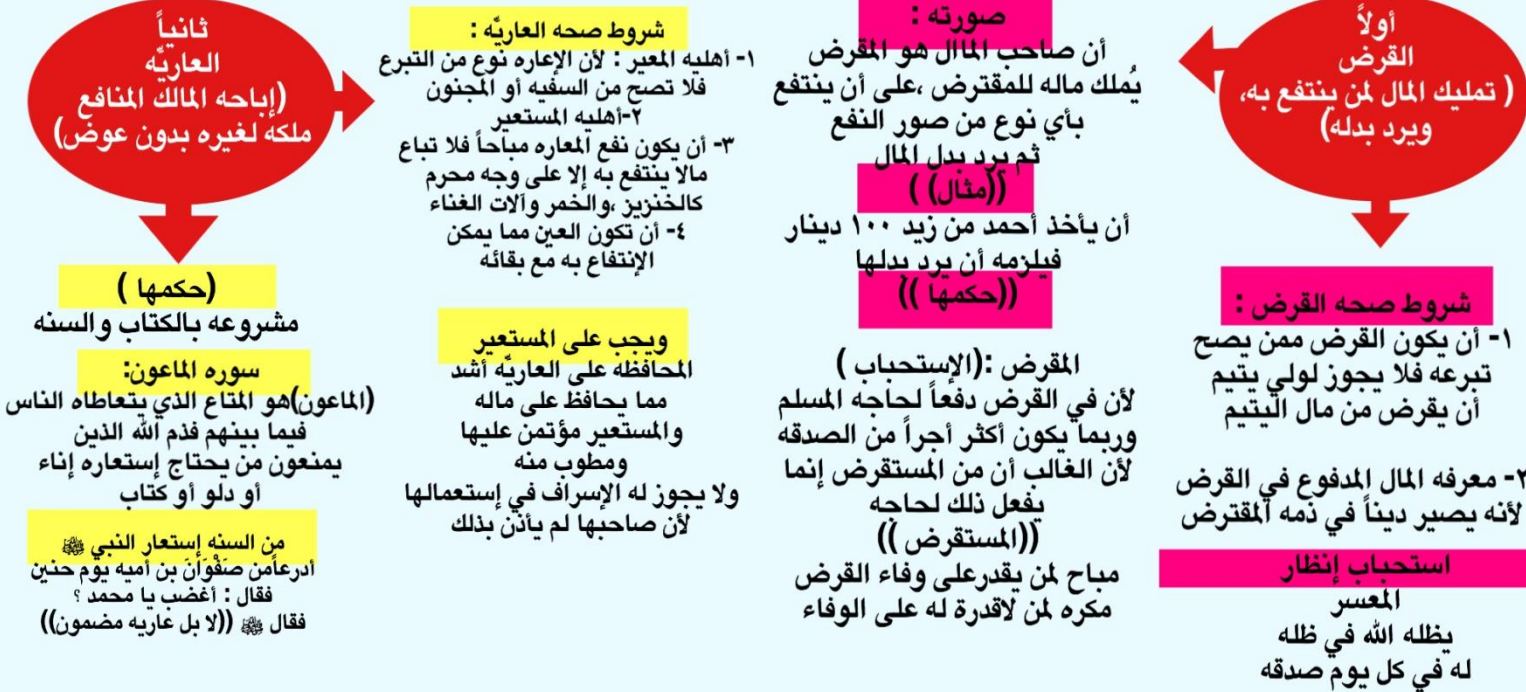 أولاً
القرض
( تمليك المال لمن ينتفع به،
ويرد بدله)
شروط صحه القرض :
١- أن يكون القرض ممن يصح
تبرعه فلا يجوز لولي يتيم
أن يقرض من مال اليتيم
٢- معرفه المال المدفوع في القرض
لأنه يصير ديناً في ذمه المقترض
استحباب إنظار
المعسر
يظله الله في ظله
له في كل يوم صدقه
صورته :
أن صاحب الماال هو المقرض
يُملك ماله للمقترض ،على أن ينتفع
بأي نوع من صور النفع
ثم يرد بدل المال
((مثال) )
أن يأخذ أحمد من زيد ١٠٠ دينار
فيلزمه أن يرد بدلها
((حكمها ))
المقرض :(الإستحباب )
لأن في القرض دفعاً لحاجه المسلم
وربما يكون أكثر أجراً من الصدقه
لأن الغالب أن من المستقرض إنما
يفعل ذلك لحاجه
((المستقرض ))
مباح لمن يقدرعلى وفاء القرض
مكره لمن لاقدرة له على الوفاء
شروط صحه العاريّه :
١- أهليه المعير : لأن الإعاره نوع من التبرع
فلا تصح من السفيه أو المجنون
٢-أهليه المستعير
٣- أن يكون نفع المعاره مباحاً فلا تباع
مالا ينتفع به إلا على وجه محرم
كالخنزيز ،والخمر وآلات الغناء
٤- أن تكون العين مما يمكن
الإنتفاع به مع بقائه
ويجب على المستعير
المحافظه على العاريّه أشد
مما يحافظ على ماله
والمستعير مؤتمن عليها
ومطوب منه
ولا يجوز له الإسراف في إستعمالها
لأن صاحبها لم يأذن بذلك
ثانياً
العاريّه
(إباحه المالك المنافع
ملكه لغيره بدون عوض)
(حكمها )
مشروعه بالكتاب والسنه
سوره الماعون:
(الماعون)هو المتاع الذي يتعاطاه الناس
فيما بينهم فذم الله الذين
يمنعون من يحتاج إستعاره إناء
أو دلو أو كتاب
من السنه إستعار النبي ﷺ
أدرعاًمن صَفْوَانَ بن أميه يوم حنين
فقال : أغضب يا محمد ؟
فقال ﷺ ((لا بل عاريه مضمون))